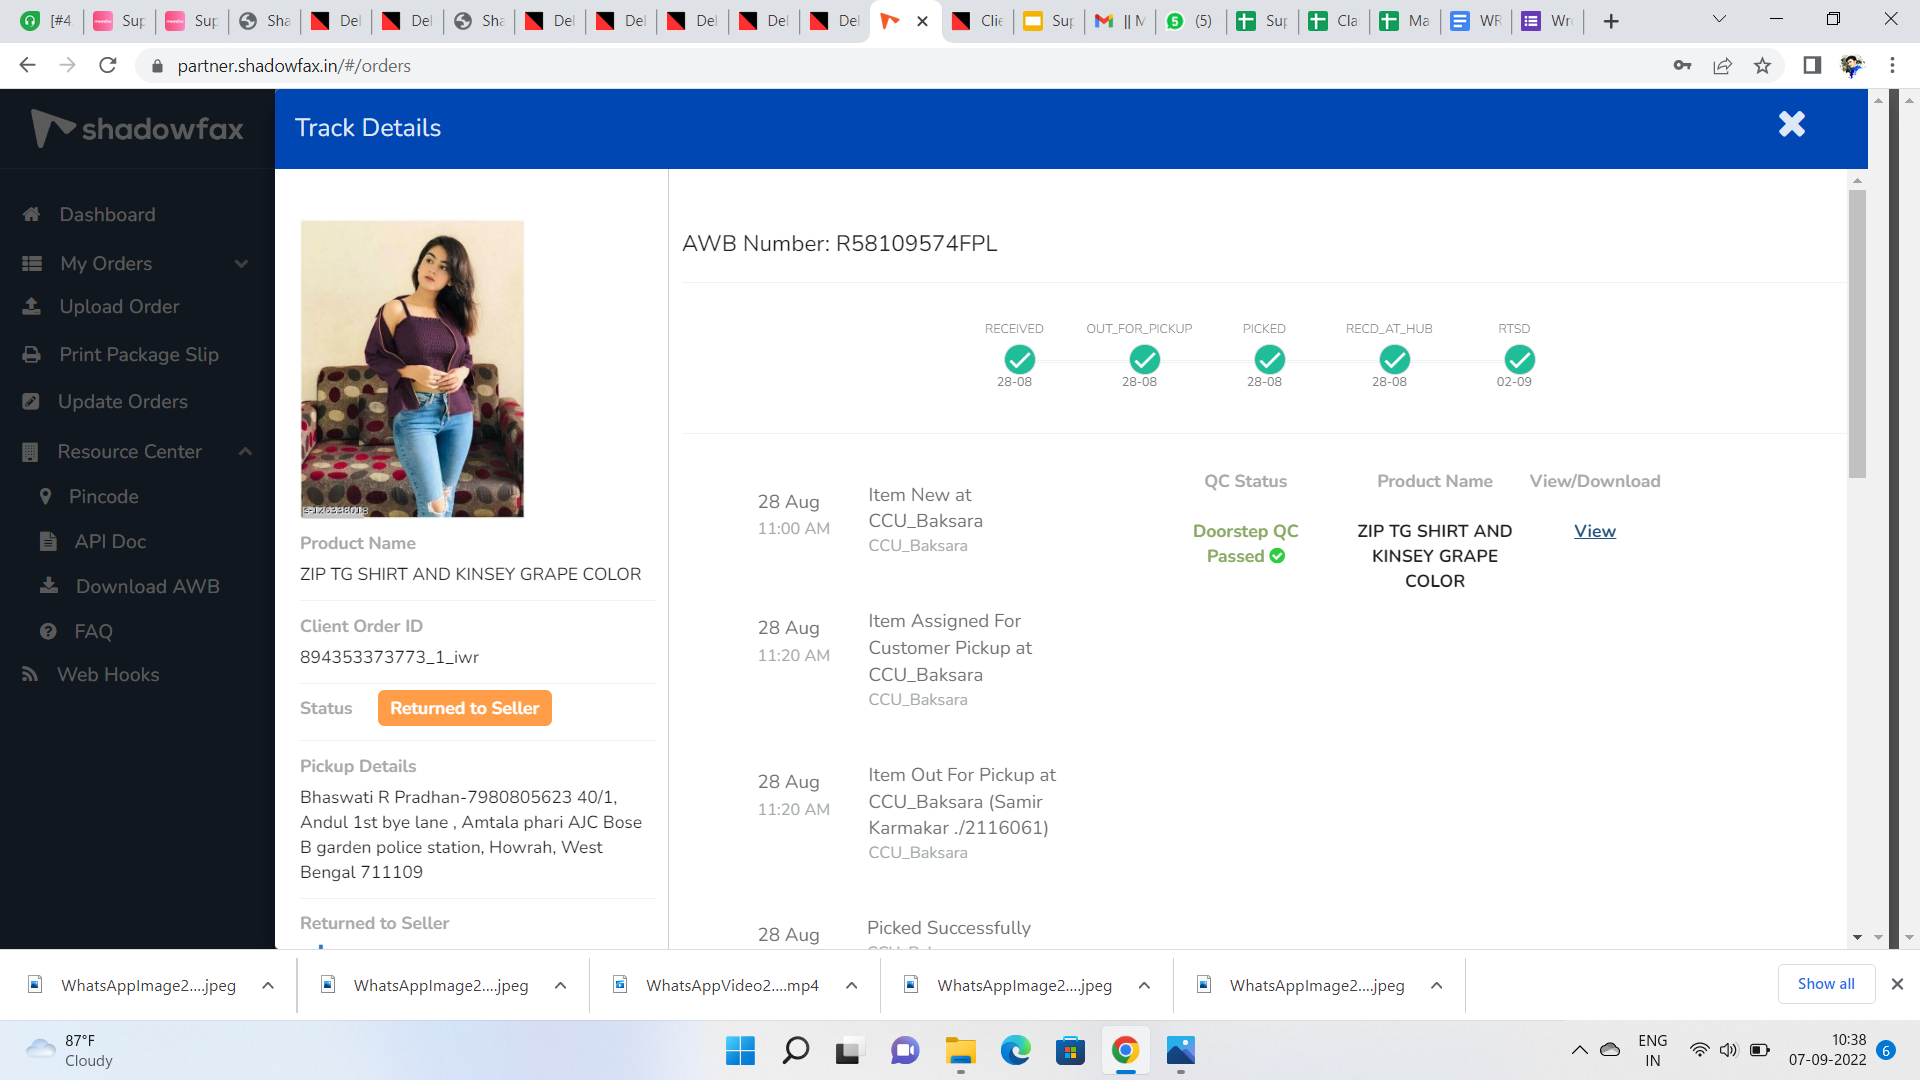 [#4
Sup
Sup
Sha
Del
Del
Sha
Del
Del
Del
Del
Del
Clie
Sup
|| M
(5)
Sup
Cla
Ma
WR
Wro
partner.shadowfax.in/#/orders
shadowfax
Dashboard
My Orders
Upload Order
Print Package Slip
Update Orders
Resource Center
Pincode
API Doc
Download AWB
FAQ
Web Hooks
Track Details
S-126338018
Product Name
ZIP TG SHIRT AND KINSEY GRAPE COLOR
Client Order ID
894353373773_1_iwr
Status Returned to Seller
Pickup Details
Bhaswati R Pradhan-7980805623 40/1,
Andul 1st bye lane , Amtala phari AJC Bose
B garden police station, Howrah, West
Bengal 711109
Returned to Seller
AWB Number: R58109574FPL
RECEIVED OUT_FOR_PICKUP PICKED RECD_AT_HUB RTSD
28-08 28-08 28-08 28-08 02-09
QC Status Product Name View/Download
28 Aug
11:00 AM
Item New at
CCU_Baksara
CCU_Baksara
Doorstep QC
Passed
ZIP TG SHIRT AND
KINSEY GRAPE
COLOR
View
28 Aug
11:20 AM
Item Assigned For
Customer Pickup at
CCU_Baksara
CCU_Baksara
28 Aug
11:20 AM
Item Out For Pickup at
CCU_Baksara (Samir
Karmakar ./2116061)
CCU_Baksara
28 Aug
Picked Successfully
WhatsAppImage2....jpeg
WhatsAppImage2....jpeg
WhatsAppVideo2....mp4
WhatsAppImage2....jpeg
WhatsAppImage2....jpeg
Show all
87°F
Cloudy
ENG
IN
10:38
07-09-2022
6